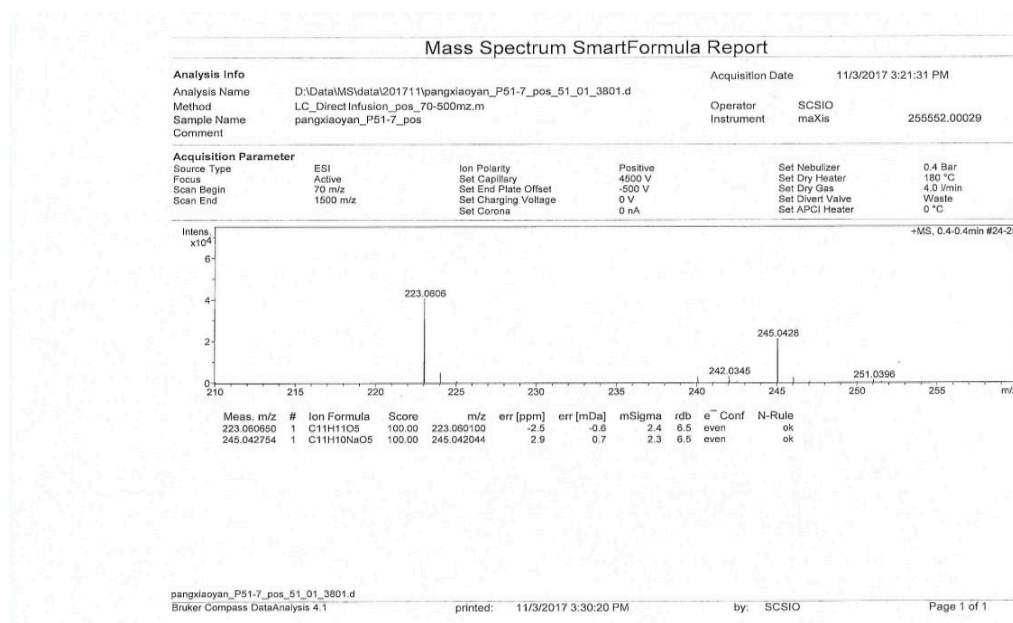 Mass Spectrum SmartFormula Report
Analysis Info Acquisition Date 11/3/2017 3:21:31 PM
Analysis Name D:\Data\MS\data\201711\pangxiaoyan_P51-7_pos_51_01_3801.d
Method LC_Direct Infusion_pos_70-500mz.m Operator SCSIO
Sample Name pangxiaoyan_P51-7_pos Instrument maXis 255552.00029
Comment
Acquisition Parameter
Source Type ESI Ion Polarity Positive Set Nebulizer 0.4 Bar
Focus Active Set Capillary 4500 V Set Dry Heater 180 °C
Scan Begin 70 m/z Set End Plate Offset -500 V Set Dry Gas 4.0 l/min
Scan End 1500 m/z Set Charging Voltage 0 V Set Divert Valve Waste
Set Corona 0 nA Set APCI Heater 0 °C
Intens. +MS, 0.4-0.4min
x104
6
223.0606
4
245.0428
2
242.0345 251.0396
0
210 215 220 225 230 235 240 245 250 255 m/
Meas. m/z # Ion Formula Score m/z err [ppm] err [mDa] mSigma rdb e⁻ Conf N-Rule
223.060650 1 C11H11O5 100.00 223.060100 -2.5 -0.6 2.4 6.5 even ok
245.042754 1 C11H10NaO5 100.00 245.042044 2.9 0.7 2.3 6.5 even ok
pangxiaoyan_P51-7_pos_51_01_3801.d
Bruker Compass DataAnalysis 4.1 printed: 11/3/2017 3:30:20 PM by: SCSIO Page 1 of 1